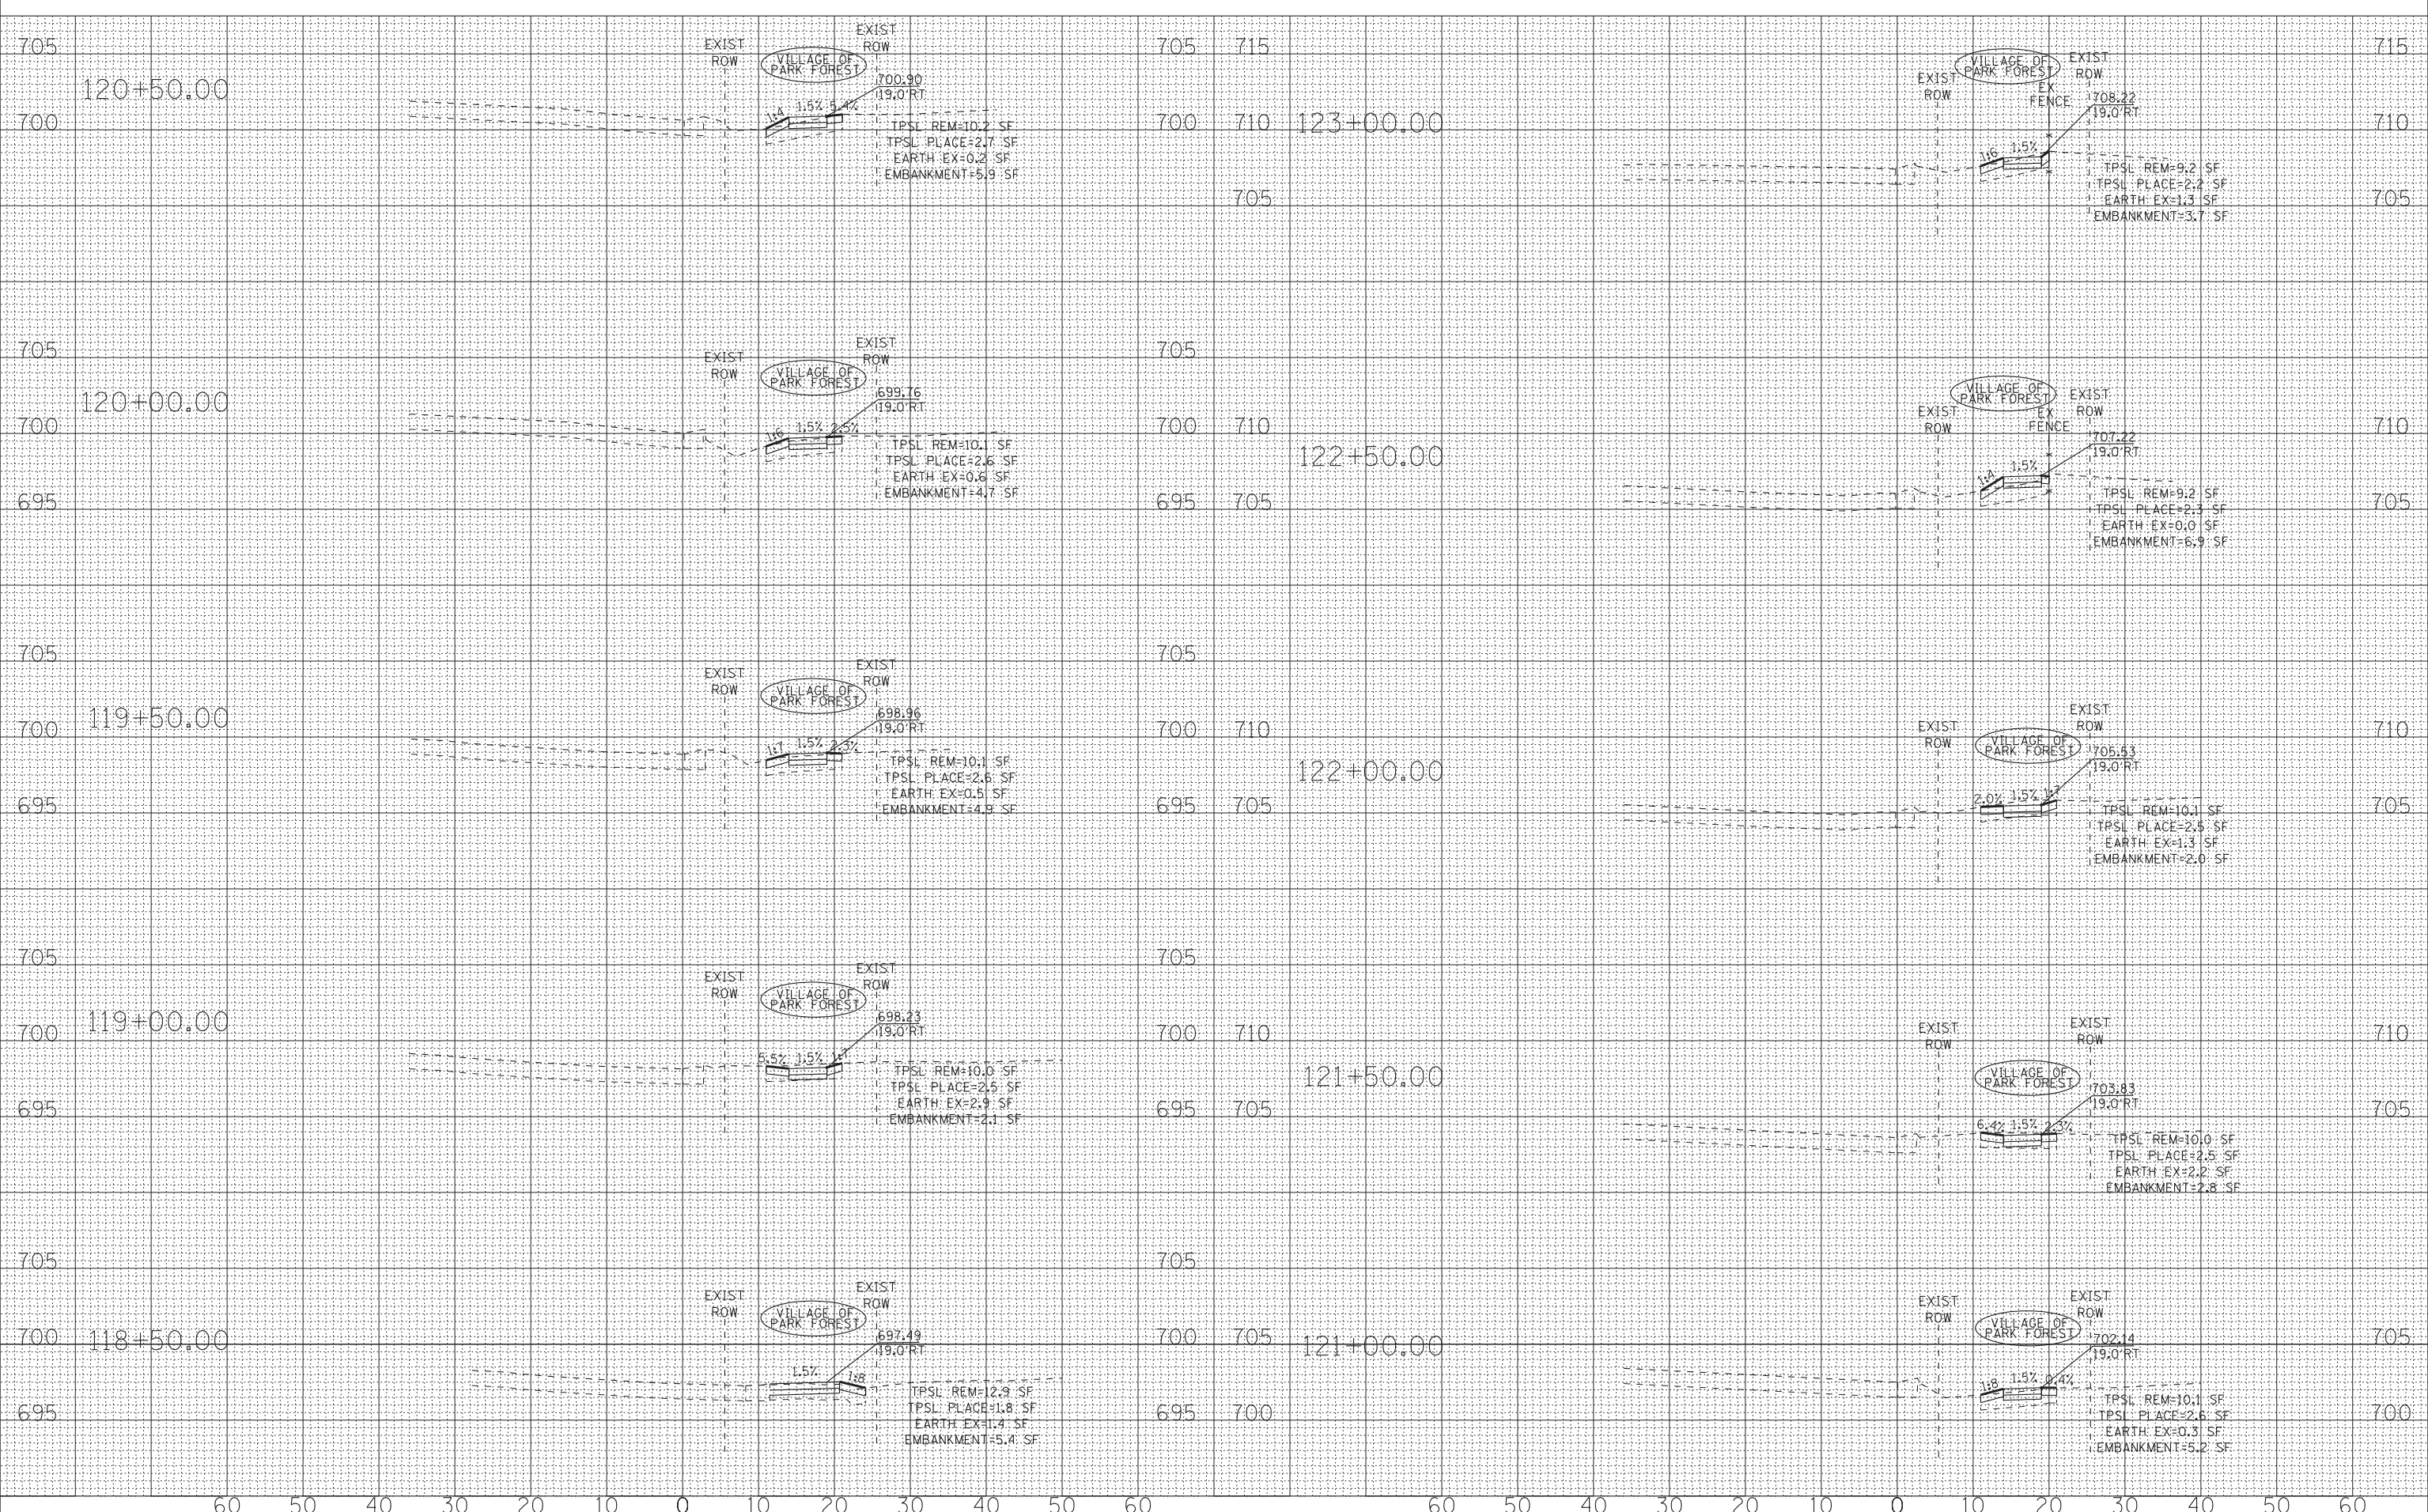 705
120+50.00
700
EXIST
ROW
VILLAGE OF
PARK FOREST
EXIST
ROW
700.90
19.0'RT
1:4 1.5% 5.4%
TPSL REM=10.2 SF
TPSL PLACE=2.7 SF
EARTH EX=0.2 SF
EMBANKMENT=5.9 SF
705
700
705
120+00.00
700
695
EXIST
ROW
VILLAGE OF
PARK FOREST
EXIST
ROW
699.76
19.0'RT
1:6 1.5% 2.5%
TPSL REM=10.1 SF
TPSL PLACE=2.6 SF
EARTH EX=0.6 SF
EMBANKMENT=4.7 SF
705
700
695
705
119+50.00
700
695
EXIST
ROW
VILLAGE OF
PARK FOREST
EXIST
ROW
698.96
19.0'RT
1:7 1.5% 2.3%
TPSL REM=10.1 SF
TPSL PLACE=2.6 SF
EARTH EX=0.5 SF
EMBANKMENT=4.9 SF
705
700
695
705
119+00.00
700
695
EXIST
ROW
VILLAGE OF
PARK FOREST
EXIST
ROW
698.23
19.0'RT
5.5% 1.5% 1:7
TPSL REM=10.0 SF
TPSL PLACE=2.5 SF
EARTH EX=2.9 SF
EMBANKMENT=2.1 SF
705
700
695
705
118+50.00
700
695
EXIST
ROW
VILLAGE OF
PARK FOREST
EXIST
ROW
697.49
19.0'RT
1.5% 1:8
TPSL REM=12.9 SF
TPSL PLACE=1.8 SF
EARTH EX=1.4 SF
EMBANKMENT=5.4 SF
705
700
695
60 50 40 30 20 10 0 10 20 30 40 50 60
715
710
705
123+00.00
EXIST
ROW
VILLAGE OF
PARK FOREST
EXIST
ROW
EX
FENCE
708.22
19.0'RT
1:6 1.5%
TPSL REM=9.2 SF
TPSL PLACE=2.2 SF
EARTH EX=1.3 SF
EMBANKMENT=3.7 SF
715
710
705
710
122+50.00
705
EXIST
ROW
VILLAGE OF
PARK FOREST
EXIST
ROW
EX
FENCE
707.22
19.0'RT
1:4 1.5%
TPSL REM=9.2 SF
TPSL PLACE=2.3 SF
EARTH EX=0.0 SF
EMBANKMENT=6.9 SF
710
705
710
122+00.00
705
EXIST
ROW
VILLAGE OF
PARK FOREST
EXIST
ROW
705.53
19.0'RT
2.0% 1.5% 1:7
TPSL REM=10.1 SF
TPSL PLACE=2.5 SF
EARTH EX=1.3 SF
EMBANKMENT=2.0 SF
710
705
710
121+50.00
705
EXIST
ROW
VILLAGE OF
PARK FOREST
EXIST
ROW
703.83
19.0'RT
6.4% 1.5% 2.3%
TPSL REM=10.0 SF
TPSL PLACE=2.5 SF
EARTH EX=2.2 SF
EMBANKMENT=2.8 SF
710
705
705
121+00.00
700
EXIST
ROW
VILLAGE OF
PARK FOREST
EXIST
ROW
702.14
19.0'RT
1:8 1.5% 0.4%
TPSL REM=10.1 SF
TPSL PLACE=2.6 SF
EARTH EX=0.3 SF
EMBANKMENT=5.2 SF
705
700
60 50 40 30 20 10 0 10 20 30 40 50 60